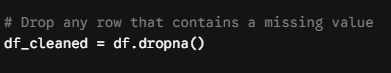 # Drop any row that contains a missing value
df_cleaned = df.dropna()